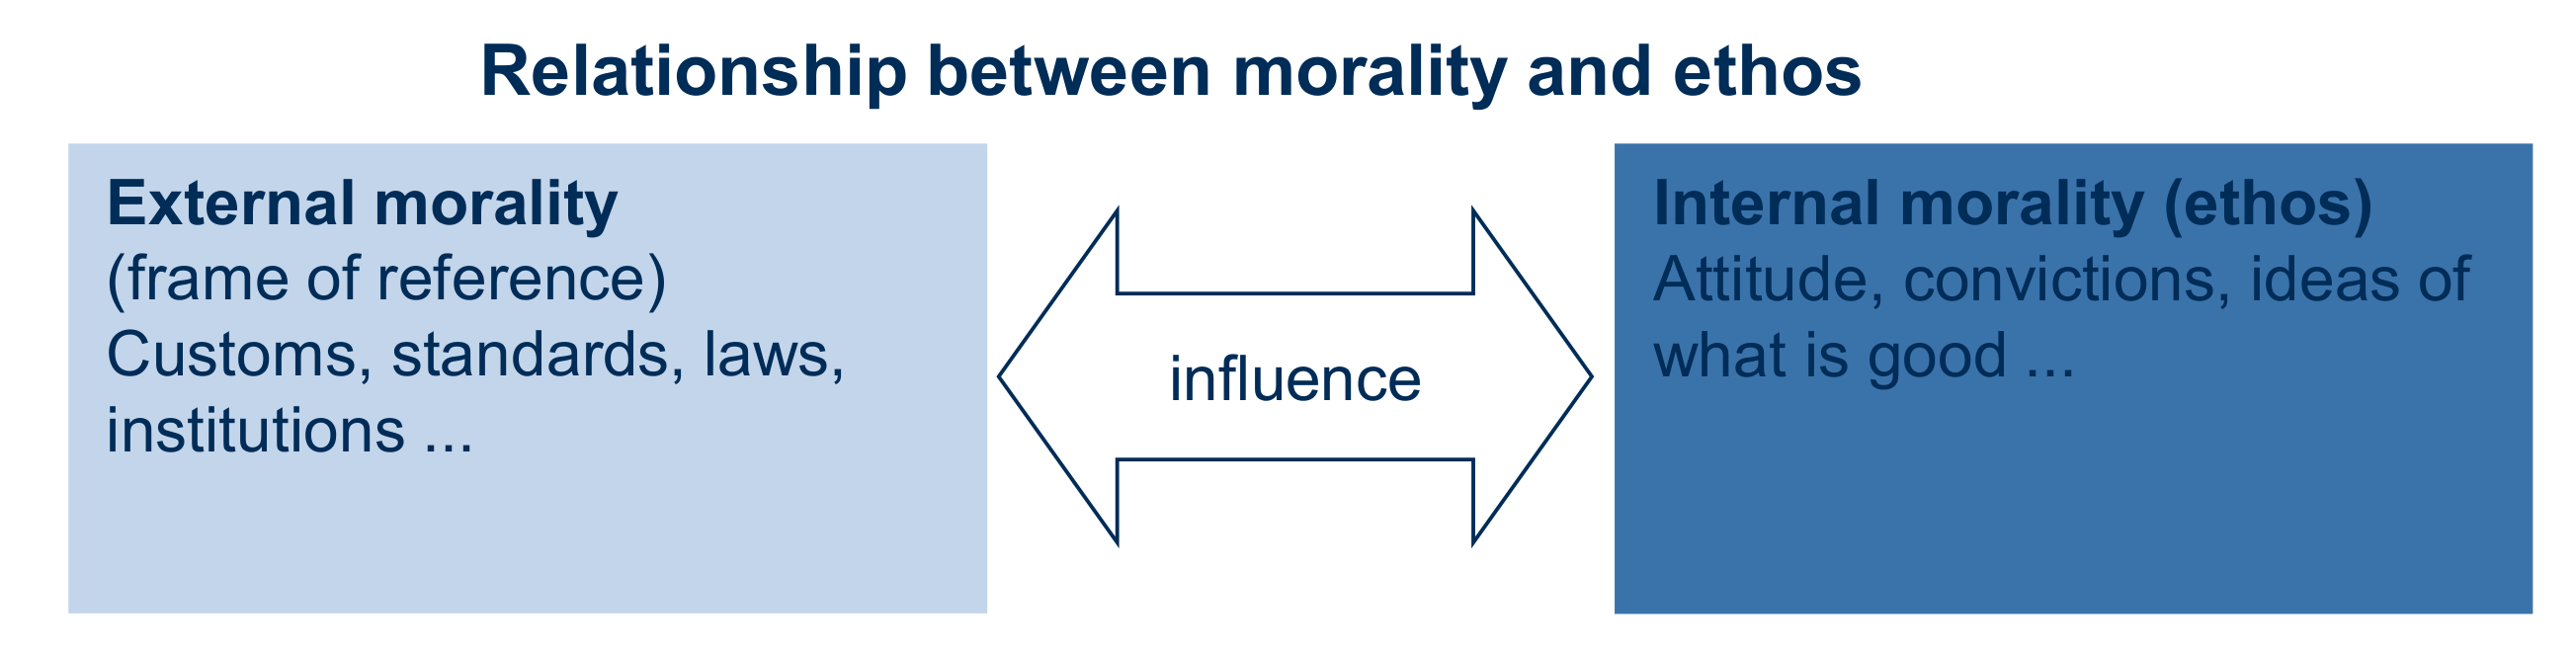 Relationship between morality and ethos
External morality
(frame of reference)
Customs, standards, laws,
institutions ...
influence
Internal morality (ethos)
Attitude, convictions, ideas of
what is good ...